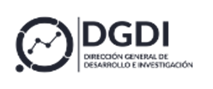 DGDI
DIRECCIÓN GENERAL DE
DESARROLLO E INVESTIGACIÓN